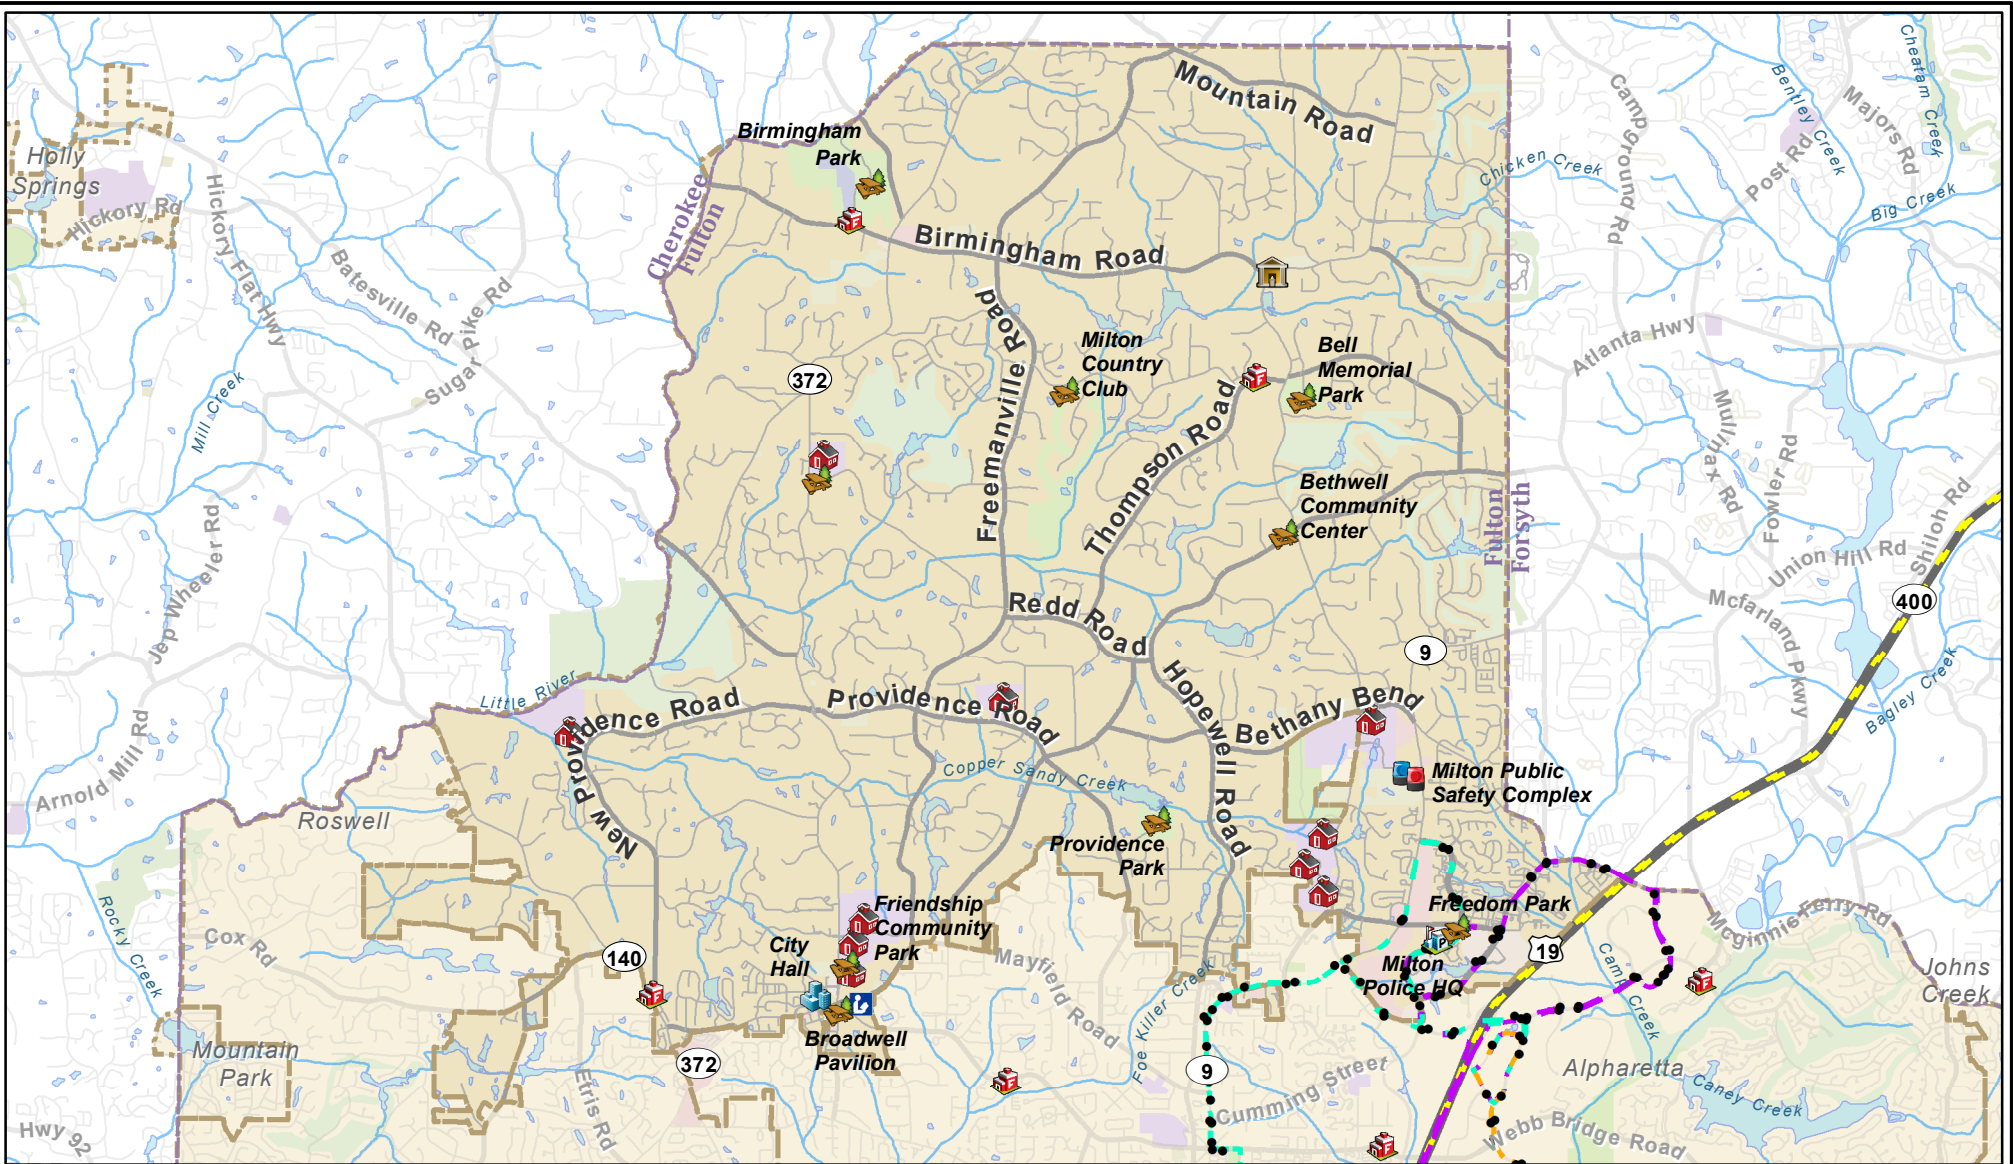 Cheatam Creek
Bentley Creek
Majors Rd
Campground Rd
Post Rd
Mountain Road
Birmingham
Park
Holly
Springs
Hickory Rd
Hickory Flat Hwy
Chicken Creek
Big Creek
Cherokee
Fulton
Birmingham Road
Batesville Rd
Sugar Pike Rd
Freemanville Road
Milton
Country
Club
Bell
Memorial
Park
Atlanta Hwy
372
Mill Creek
Thompson Road
Mullinax Rd
Fowler Rd
Bethwell
Community
Center
Fulton
Forsyth
Shiloh Rd
Union Hill Rd
Jep Wheeler Rd
400
Mcfarland Pkwy
Redd Road
9
Little River
Providence Road
New Providence Road
Hopewell Road
Bethany Bend
Bagley Creek
Arnold Mill Rd
Copper Sandy Creek
Milton Public
Safety Complex
Roswell
Providence
Park
Rocky Creek
Cox Rd
140
City
Hall
Friendship
Community
Park
Mayfield Road
Freedom Park
Mcginnis Ferry Rd
19
Milton
Police HQ
Camp Creek
Johns
Creek
Foe Killer Creek
Mountain
Park
372
Broadwell
Pavilion
9
Alpharetta
Caney Creek
Etris Rd
Cumming Street
Webb Bridge Road
Hwy 92